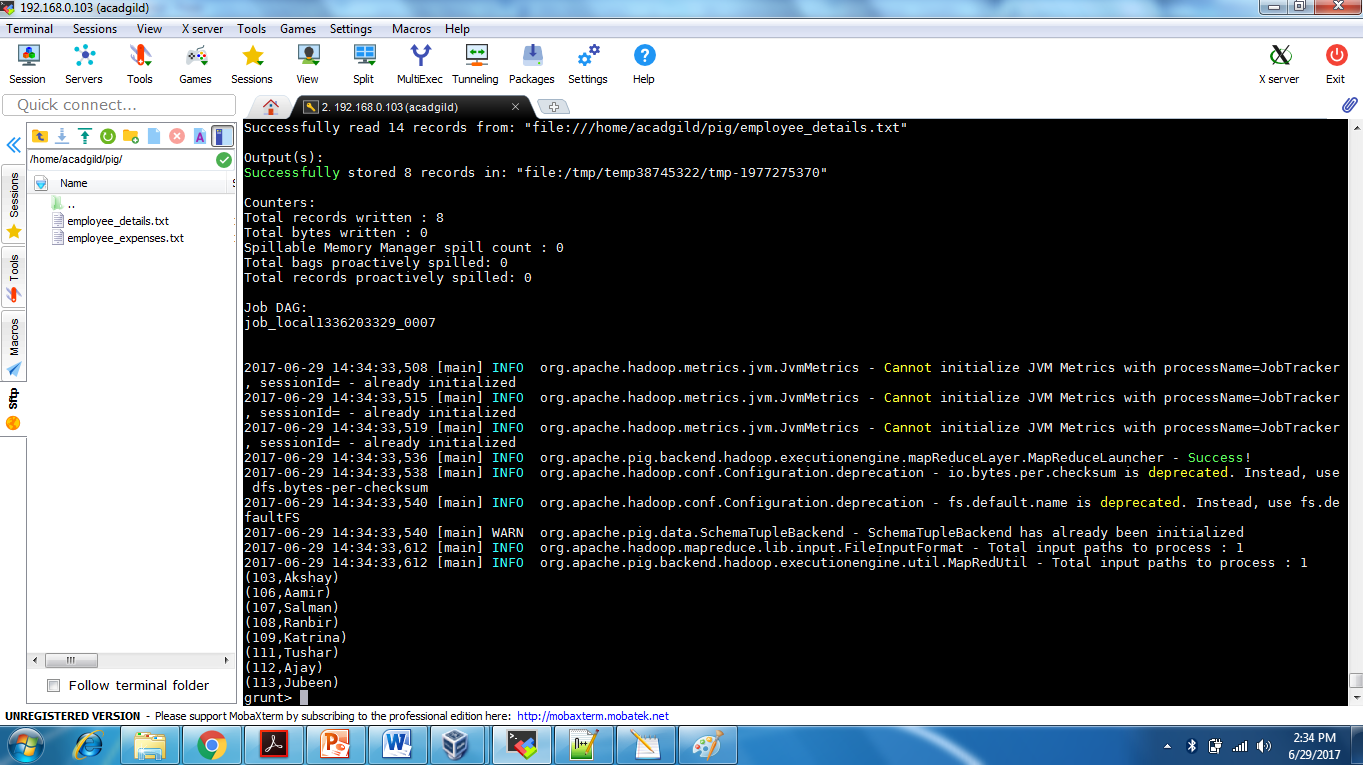 192.168.0.103 (acadgild)
Terminal Sessions View X server Tools Games Settings Macros Help
Session Servers Tools Games Sessions View Split MultiExec Tunneling Packages Settings Help X server Exit
Quick connect...
2. 192.168.0.103 (acadgild)
/home/acadgild/pig/
Name
..
employee_details.txt
employee_expenses.txt
Sessions
Tools
Macros
Sftp
Follow terminal folder
Successfully read 14 records from: "file:///home/acadgild/pig/employee_details.txt"
Output(s):
Successfully stored 8 records in: "file:/tmp/temp38745322/tmp-1977275370"
Counters:
Total records written : 8
Total bytes written : 0
Spillable Memory Manager spill count : 0
Total bags proactively spilled: 0
Total records proactively spilled: 0
Job DAG:
job_local1336203329_0007
2017-06-29 14:34:33,508 [main] INFO  org.apache.hadoop.metrics.jvm.JvmMetrics - Cannot initialize JVM Metrics with processName=JobTracker
, sessionId= - already initialized
2017-06-29 14:34:33,515 [main] INFO  org.apache.hadoop.metrics.jvm.JvmMetrics - Cannot initialize JVM Metrics with processName=JobTracker
, sessionId= - already initialized
2017-06-29 14:34:33,519 [main] INFO  org.apache.hadoop.metrics.jvm.JvmMetrics - Cannot initialize JVM Metrics with processName=JobTracker
, sessionId= - already initialized
2017-06-29 14:34:33,536 [main] INFO  org.apache.pig.backend.hadoop.executionengine.mapReduceLayer.MapReduceLauncher - Success!
2017-06-29 14:34:33,538 [main] INFO  org.apache.hadoop.conf.Configuration.deprecation - io.bytes.per.checksum is deprecated. Instead, use
dfs.bytes-per-checksum
2017-06-29 14:34:33,540 [main] INFO  org.apache.hadoop.conf.Configuration.deprecation - fs.default.name is deprecated. Instead, use fs.de
faultFS
2017-06-29 14:34:33,540 [main] WARN  org.apache.pig.data.SchemaTupleBackend - SchemaTupleBackend has already been initialized
2017-06-29 14:34:33,612 [main] INFO  org.apache.hadoop.mapreduce.lib.input.FileInputFormat - Total input paths to process : 1
2017-06-29 14:34:33,612 [main] INFO  org.apache.pig.backend.hadoop.executionengine.util.MapRedUtil - Total input paths to process : 1
(103,Akshay)
(106,Aamir)
(107,Salman)
(108,Ranbir)
(109,Katrina)
(111,Tushar)
(112,Ajay)
(113,Jubeen)
grunt>
UNREGISTERED VERSION - Please support MobaXterm by subscribing to the professional edition here: http://mobaxterm.mobatek.net
2:34 PM
6/29/2017